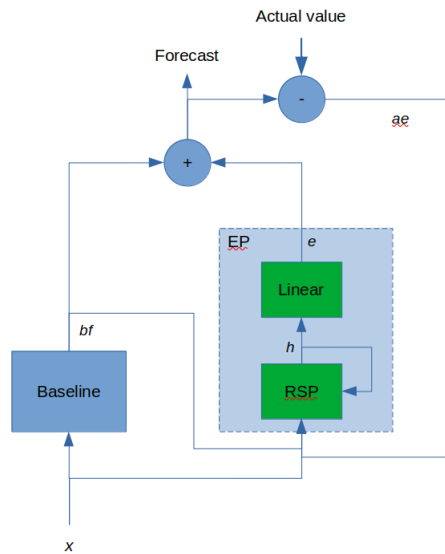 Actual value
Forecast
-
ae
+
EP
e
Linear
bf
h
Baseline
RSP
x